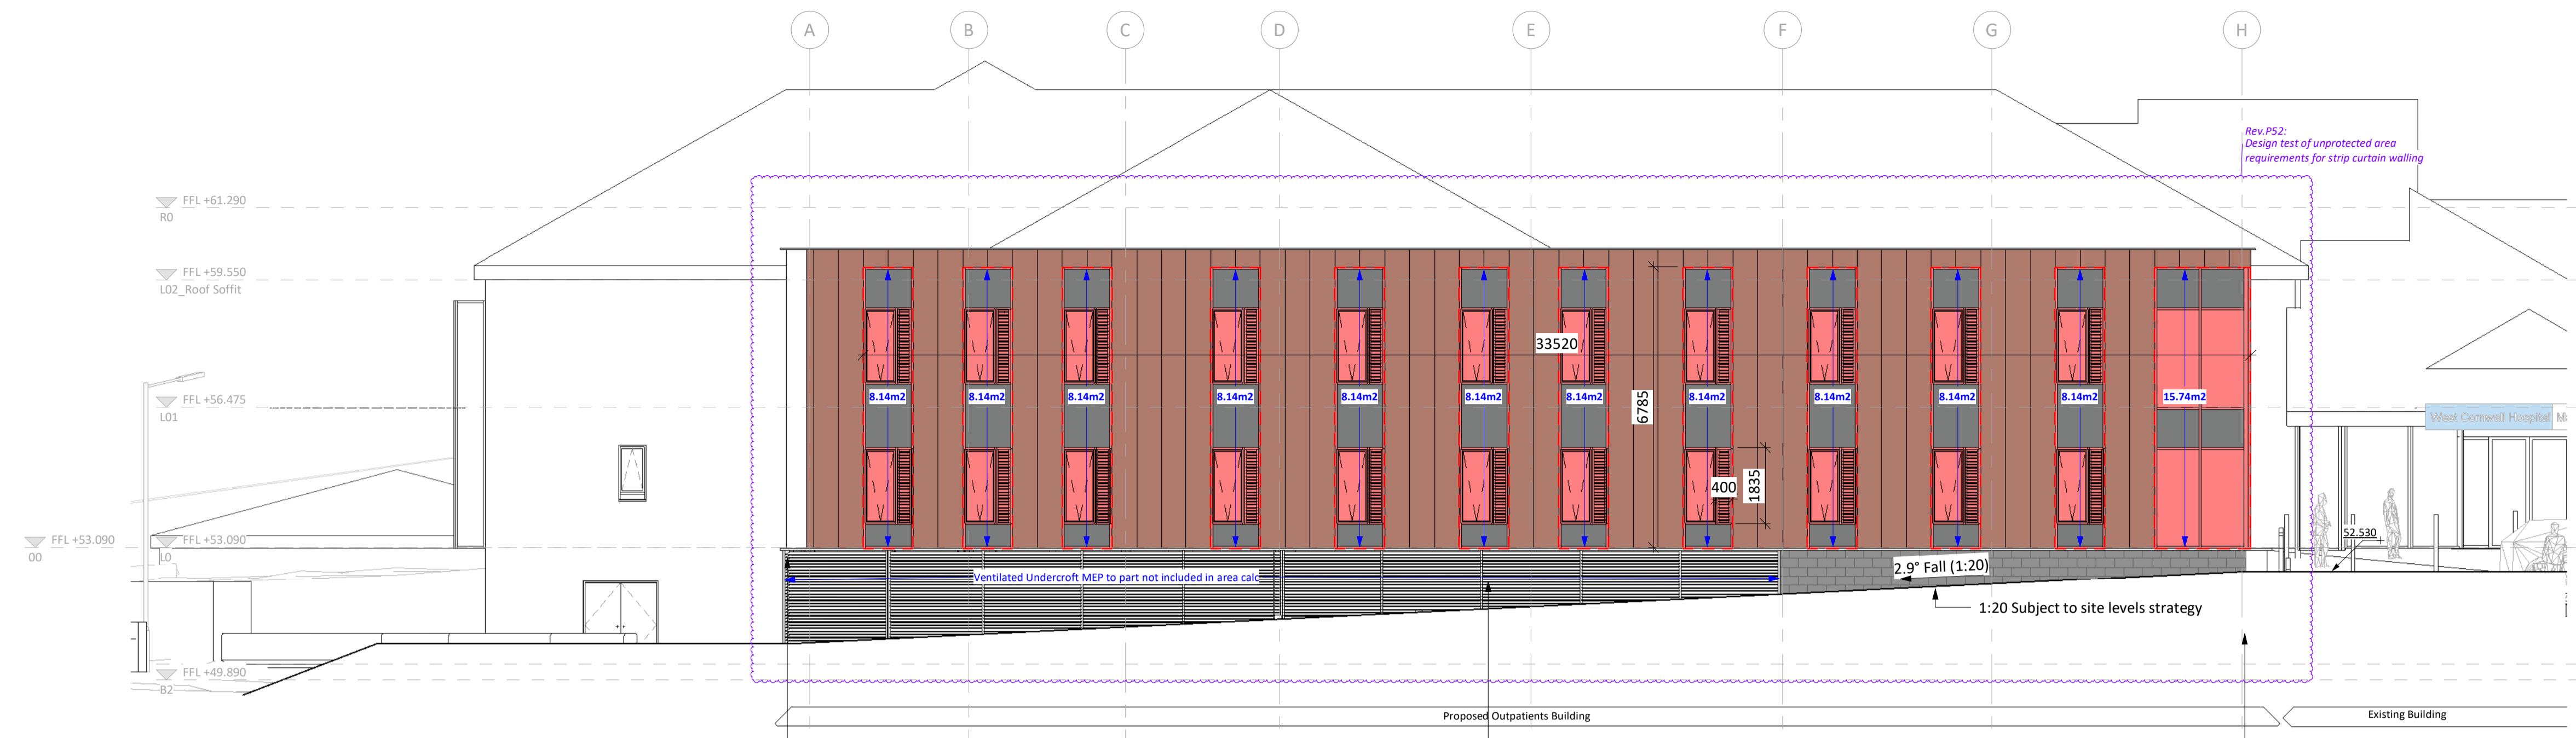 A
B
C
D
E
F
G
H
Rev.P52:
Design test of unprotected area
requirements for strip curtain walling
FFL +61.290
R0
FFL +59.550
L02_Roof Soffit
33520
8.14m2
8.14m2
8.14m2
8.14m2
8.14m2
8.14m2
8.14m2
8.14m2
8.14m2
8.14m2
8.14m2
15.74m2
6785
FFL +56.475
L01
West Cornwall Hospital
400
1835
FFL +53.090
00
FFL +53.090
L0
52.530
Ventilated Undercroft MEP to part not included in area calc
2.9° Fall (1:20)
1:20 Subject to site levels strategy
FFL +49.890
B2
Proposed Outpatients Building
Existing Building